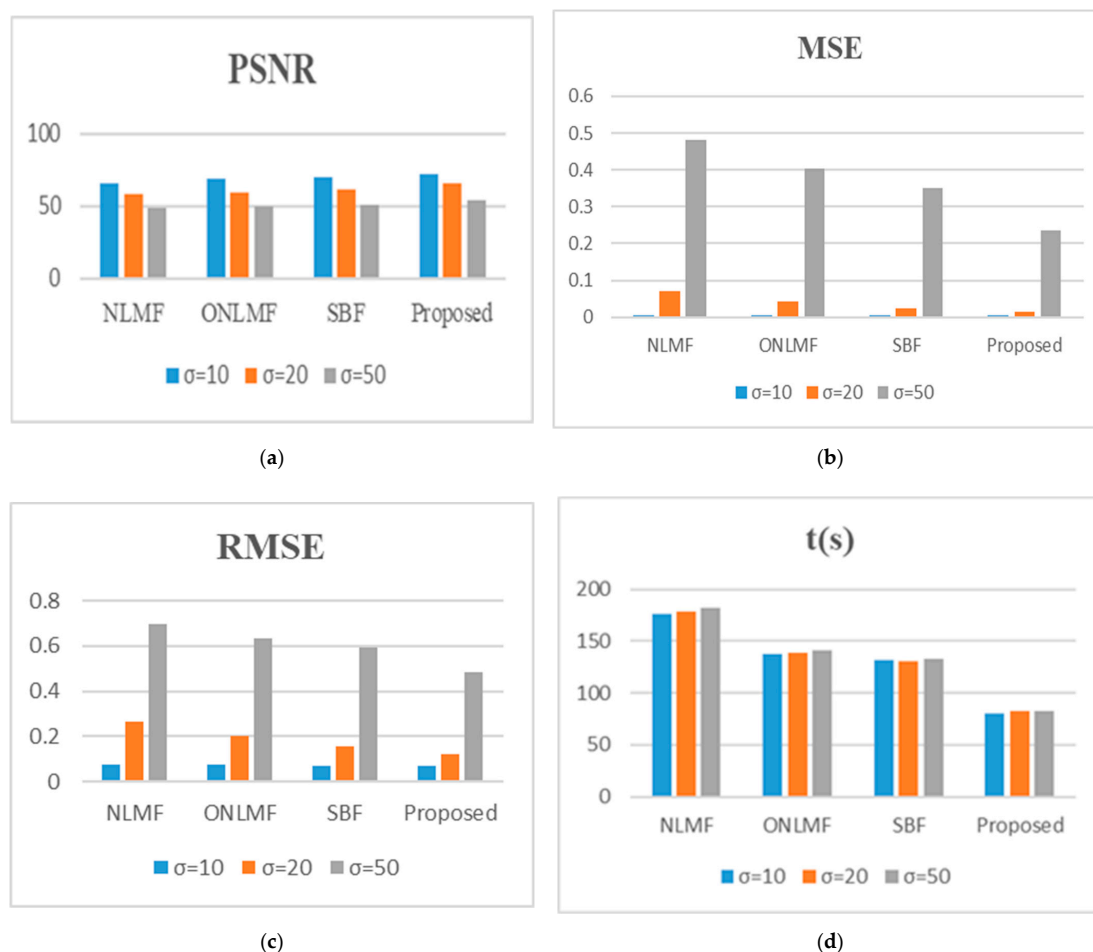 PSNR
100
50
0
NLMF ONLMF SBF Proposed
σ=10 σ=20 σ=50
(a)
MSE
0.6
0.5
0.4
0.3
0.2
0.1
0
NLMF ONLMF SBF Proposed
σ=10 σ=20 σ=50
(b)
RMSE
0.8
0.6
0.4
0.2
0
NLMF ONLMF SBF Proposed
σ=10 σ=20 σ=50
(c)
t(s)
200
150
100
50
0
NLMF ONLMF SBF Proposed
σ=10 σ=20 σ=50
(d)